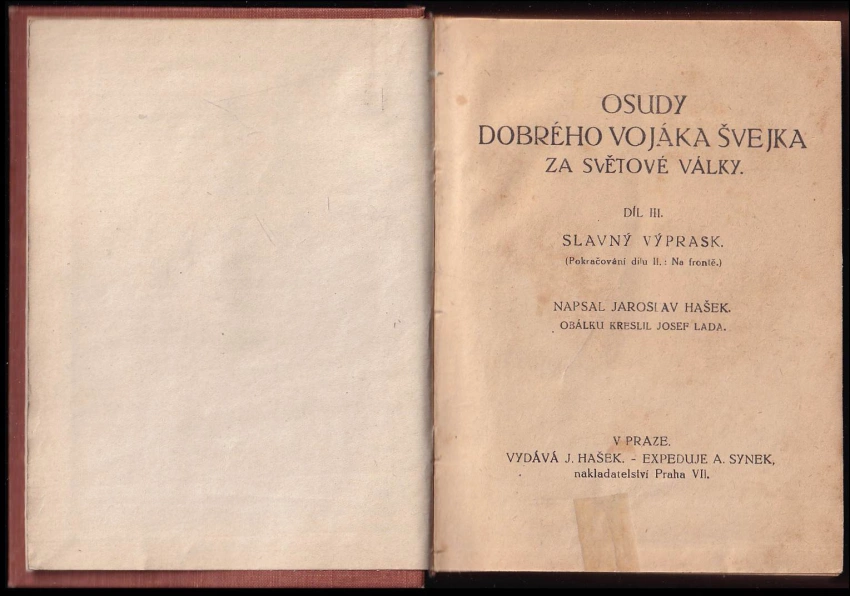 OSUDY
DOBRÉHO VOJÁKA ŠVEJKA
ZA SVĚTOVÉ VÁLKY.
DÍL III.
SLAVNÝ VÝPRASK.
(Pokračování dílu II.: Na frontě.)
NAPSAL JAROSLAV HAŠEK.
OBÁLKU KRESLIL JOSEF LADA.
V PRAZE.
VYDÁVÁ J. HAŠEK. - EXPEDUJE A. SYNEK,
nakladatelství Praha VII.